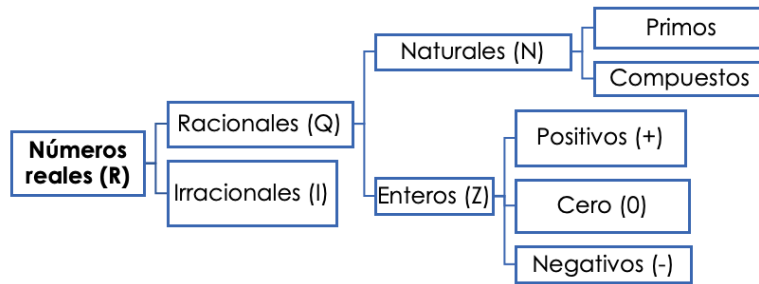 Números
reales (R)
Racionales (Q)
Irracionales (I)
Naturales (N)
Enteros (Z)
Primos
Compuestos
Positivos (+)
Cero (0)
Negativos (-)